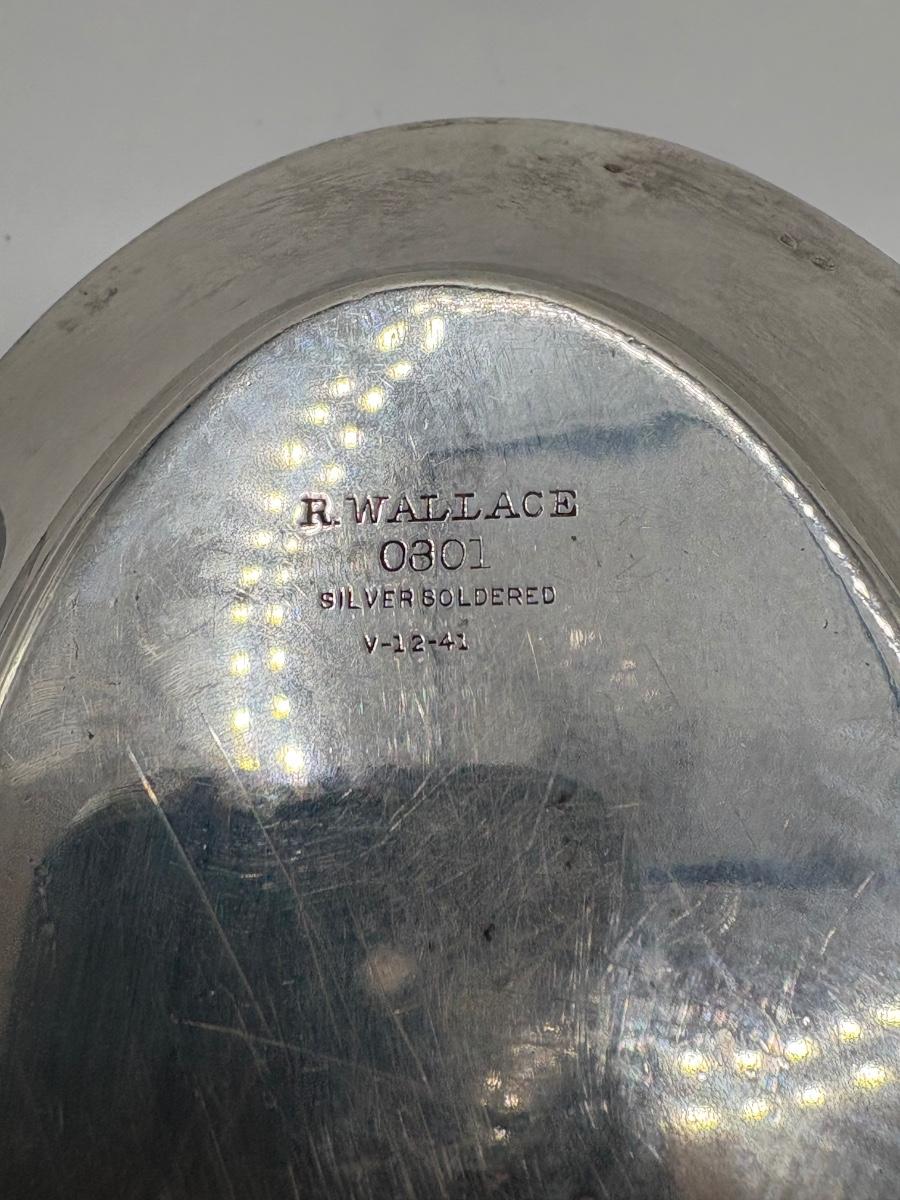 R. WALLACE
0301
SILVER SOLDERED
V-12-41